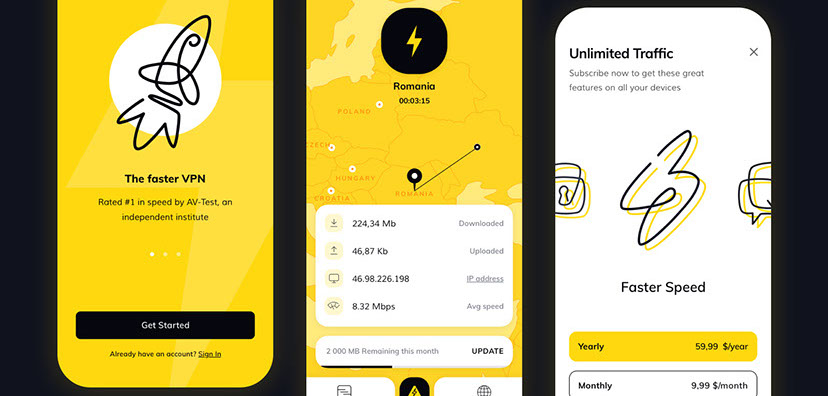 The faster VPN
Rated #1 in speed by AV-Test, an
independent institute
Get Started
Already have an account? Sign In
Romania
00:03:15
POLAND
CZECH
HUNGARY
CROATIA
ROMANIA
224,34 Mb Downloaded
46,87 Kb Uploaded
46.98.226.198 IP address
8.32 Mbps Avg speed
2 000 MB Remaining this month UPDATE
Unlimited Traffic
Subscribe now to get these great
features on all your devices
Faster Speed
Yearly 59,99 $/year
Monthly 9,99 $/month